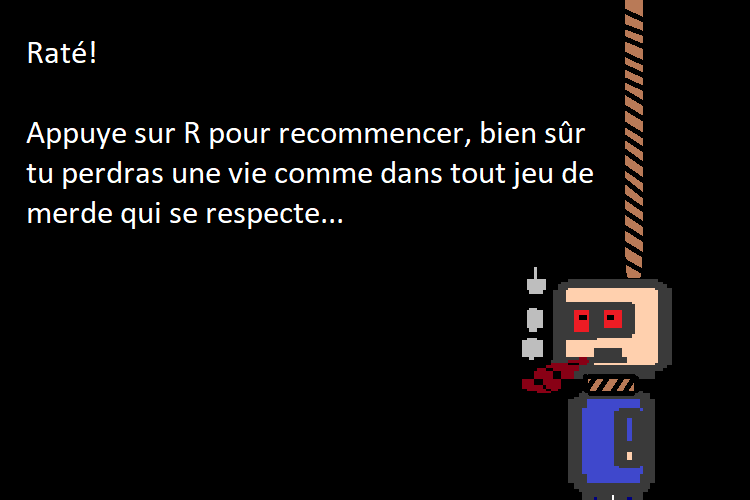 Raté!
Appuye sur R pour recommencer, bien sûr
tu perdras une vie comme dans tout jeu de
merde qui se respecte...